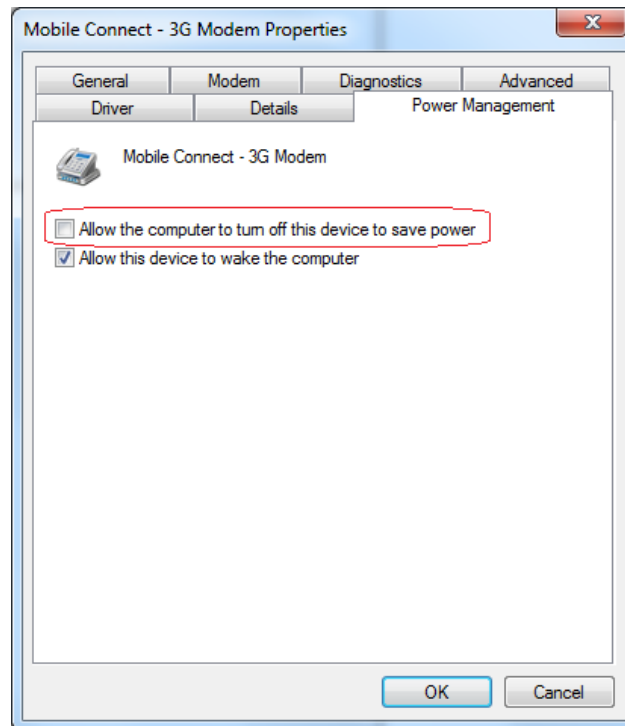 Mobile Connect - 3G Modem Properties
General Modem Diagnostics Advanced
Driver Details Power Management
Mobile Connect - 3G Modem
Allow the computer to turn off this device to save power
Allow this device to wake the computer
OK Cancel